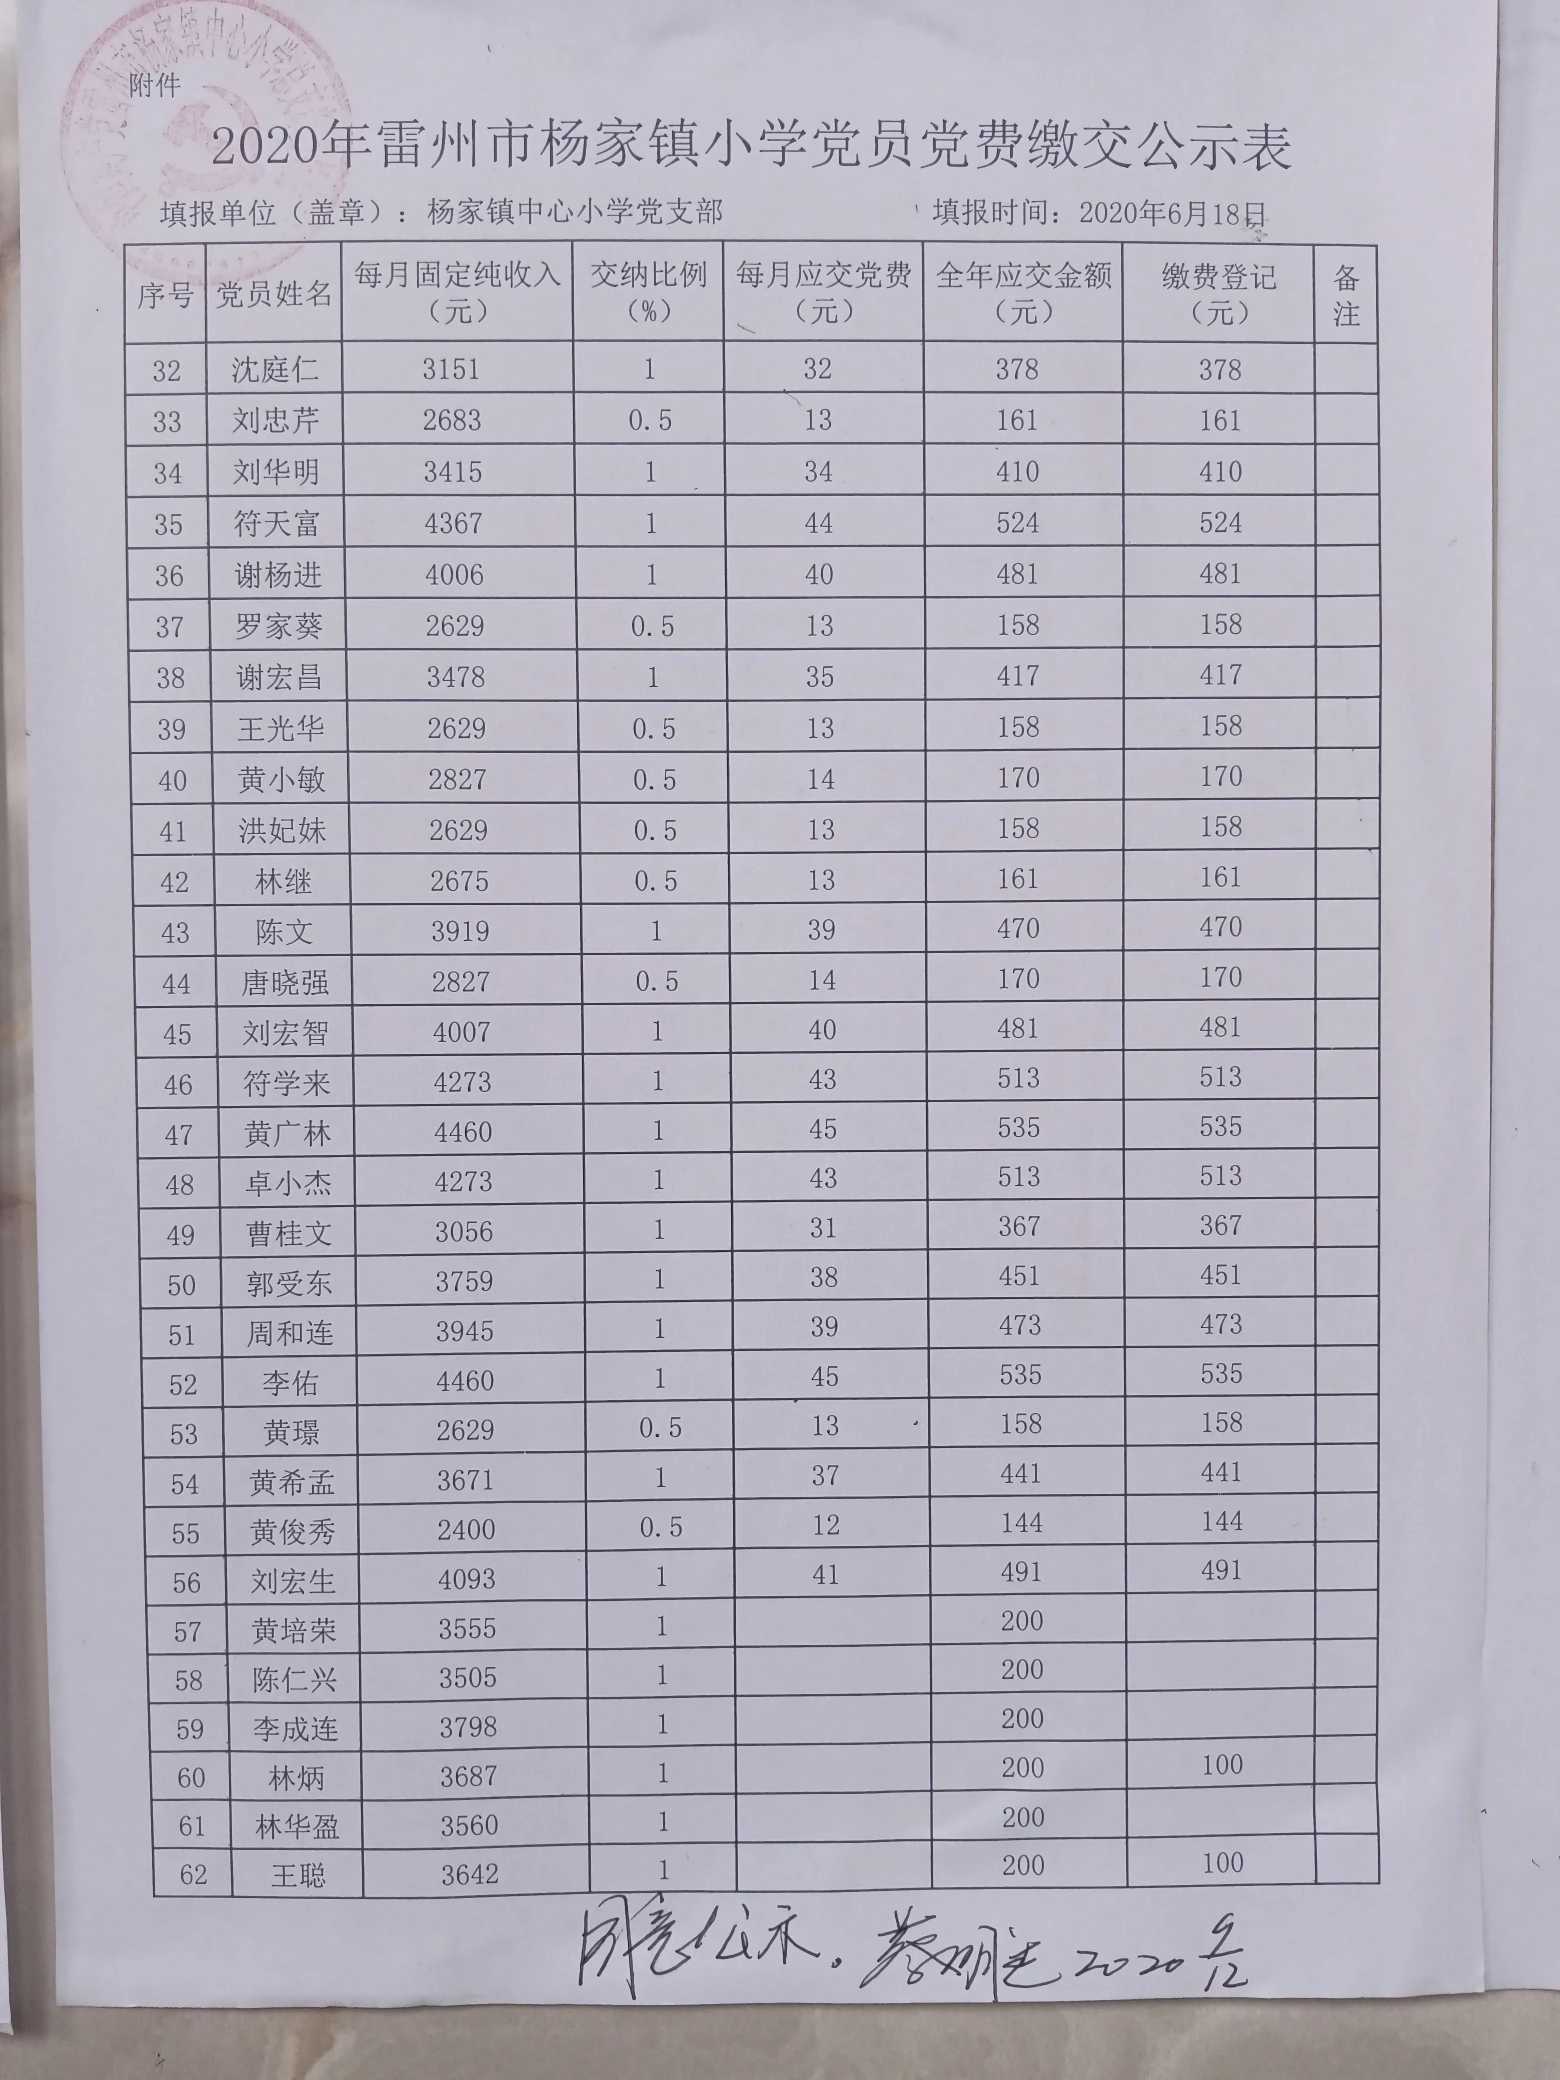 附件
2020年雷州市杨家镇小学党员党费缴交公示表
填报单位（盖章）：杨家镇中心小学党支部 填报时间：2020年6月18日
序号 党员姓名 每月固定纯收入（元） 交纳比例（%） 每月应交党费（元） 全年应交金额（元） 缴费登记（元） 备注
32 沈庭仁 3151 1 32 378 378
33 刘忠芹 2683 0.5 13 161 161
34 刘华明 3415 1 34 410 410
35 符天富 4367 1 44 524 524
36 谢杨进 4006 1 40 481 481
37 罗家葵 2629 0.5 13 158 158
38 谢宏昌 3478 1 35 417 417
39 王光华 2629 0.5 13 158 158
40 黄小敏 2827 0.5 14 170 170
41 洪妃妹 2629 0.5 13 158 158
42 林继 2675 0.5 13 161 161
43 陈文 3919 1 39 470 470
44 唐晓强 2827 0.5 14 170 170
45 刘宏智 4007 1 40 481 481
46 符学来 4273 1 43 513 513
47 黄广林 4460 1 45 535 535
48 卓小杰 4273 1 43 513 513
49 曹桂文 3056 1 31 367 367
50 郭受东 3759 1 38 451 451
51 周和连 3945 1 39 473 473
52 李佑 4460 1 45 535 535
53 黄璟 2629 0.5 13 158 158
54 黄希孟 3671 1 37 441 441
55 黄俊秀 2400 0.5 12 144 144
56 刘宏生 4093 1 41 491 491
57 黄培荣 3555 1 200
58 陈仁兴 3505 1 200
59 李成连 3798 1 200
60 林炳 3687 1 200 100
61 林华盈 3560 1 200
62 王聪 3642 1 200 100
同意公示。 2020